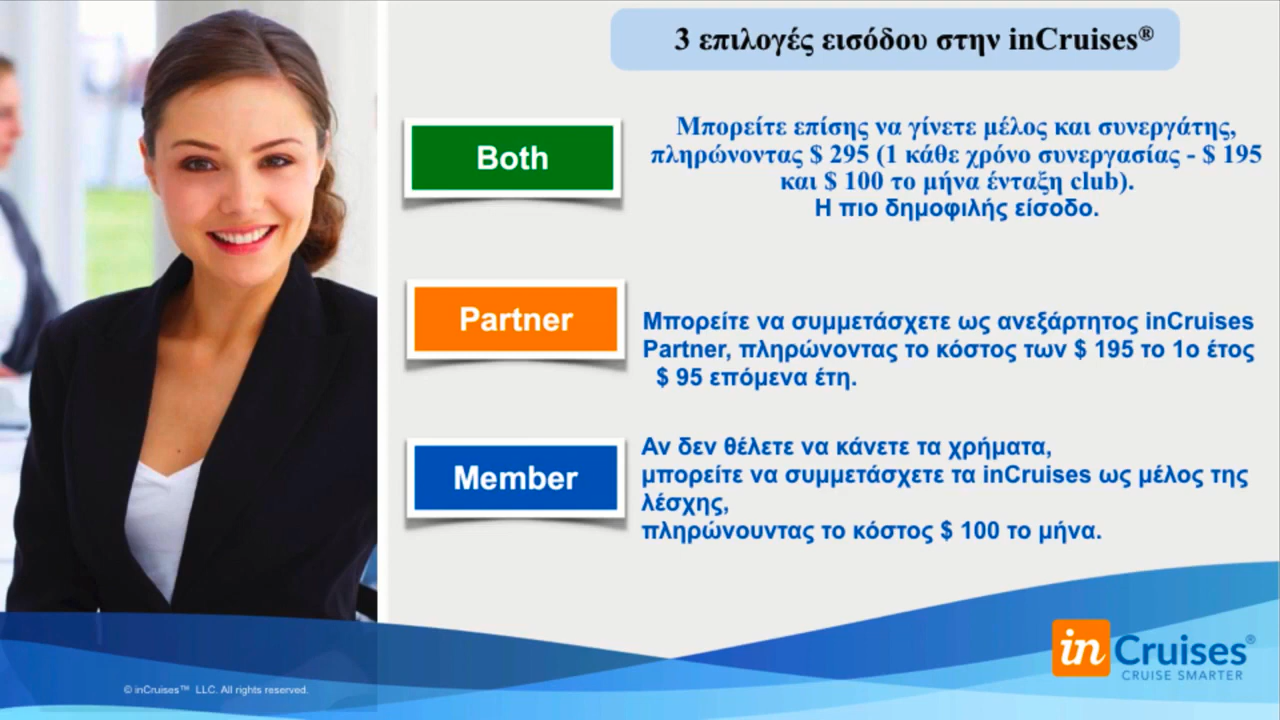 3 επιλογές εισόδου στην inCruises®
Both
Μπορείτε επίσης να γίνετε μέλος και συνεργάτης,
πληρώνοντας $ 295 (1 κάθε χρόνο συνεργασίας - $ 195
και $ 100 το μήνα ένταξη club).
Η πιο δημοφιλής είσοδο.
Partner
Μπορείτε να συμμετάσχετε ως ανεξάρτητος inCruises
Partner, πληρώνοντας το κόστος των $ 195 το 1ο έτος
$ 95 επόμενα έτη.
Member
Αν δεν θέλετε να κάνετε τα χρήματα,
μπορείτε να συμμετάσχετε τα inCruises ως μέλος της
λέσχης,
πληρώνουντας το κόστος $ 100 το μήνα.
in Cruises®
CRUISE SMARTER
© inCruises™ LLC. All rights reserved.